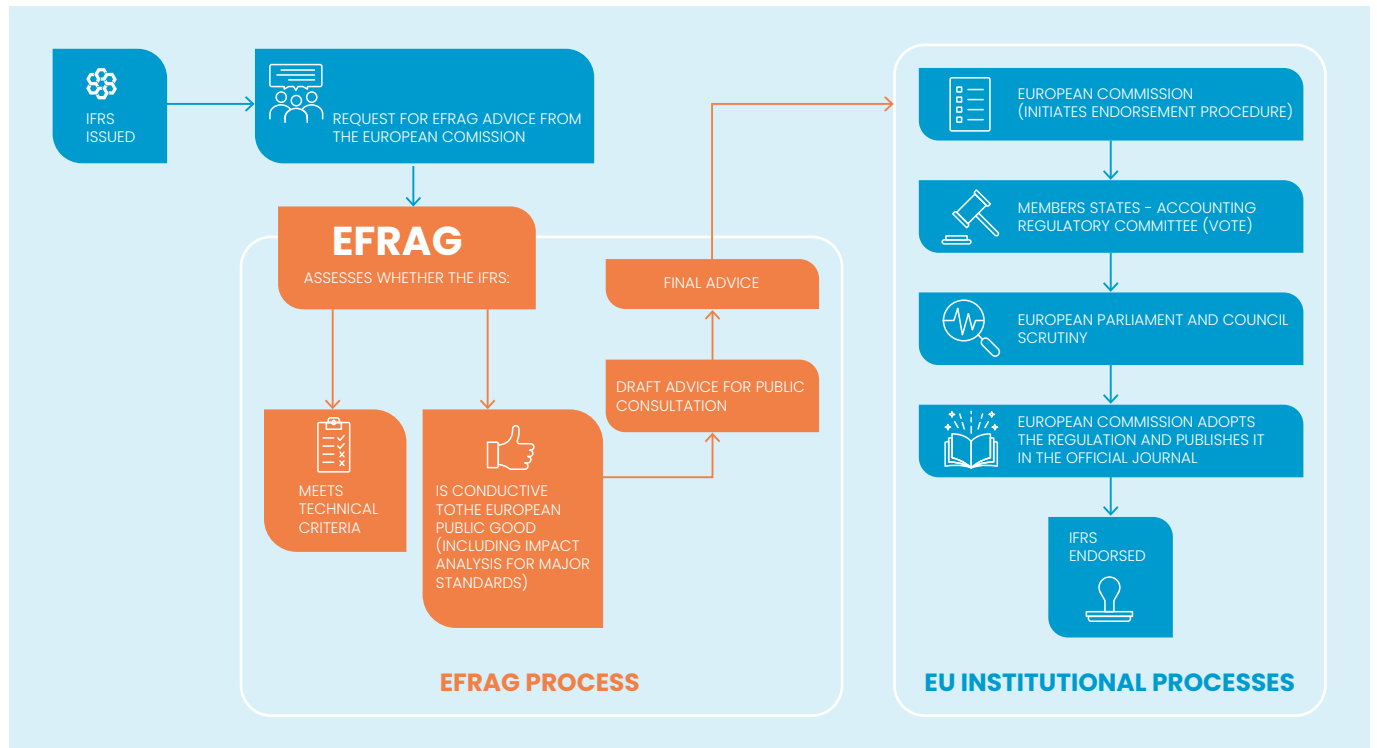 IFRS
ISSUED
REQUEST FOR EFRAG ADVICE FROM
THE EUROPEAN COMISSION
EFRAG
ASSESSES WHETHER THE IFRS:
MEETS
TECHNICAL
CRITERIA
IS CONDUCTIVE
TOTHE EUROPEAN
PUBLIC GOOD
(INCLUDING IMPACT
ANALYSIS FOR MAJOR
STANDARDS)
DRAFT ADVICE FOR PUBLIC
CONSULTATION
FINAL ADVICE
EFRAG PROCESS
EUROPEAN COMMISSION
(INITIATES ENDORSEMENT PROCEDURE)
MEMBERS STATES - ACCOUNTING
REGULATORY COMMITTEE (VOTE)
EUROPEAN PARLIAMENT AND COUNCIL
SCRUTINY
EUROPEAN COMMISSION ADOPTS
THE REGULATION AND PUBLISHES IT
IN THE OFFICIAL JOURNAL
IFRS
ENDORSED
EU INSTITUTIONAL PROCESSES